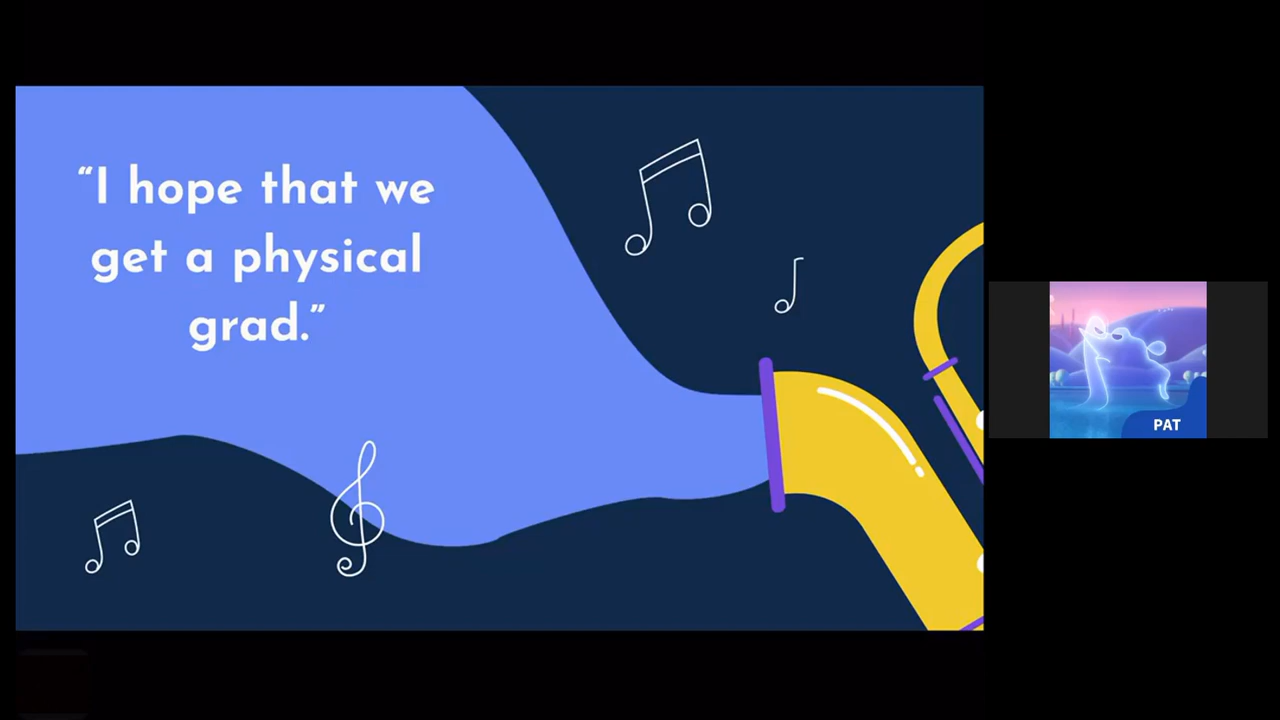 “I hope that we
get a physical
grad.”
PAT